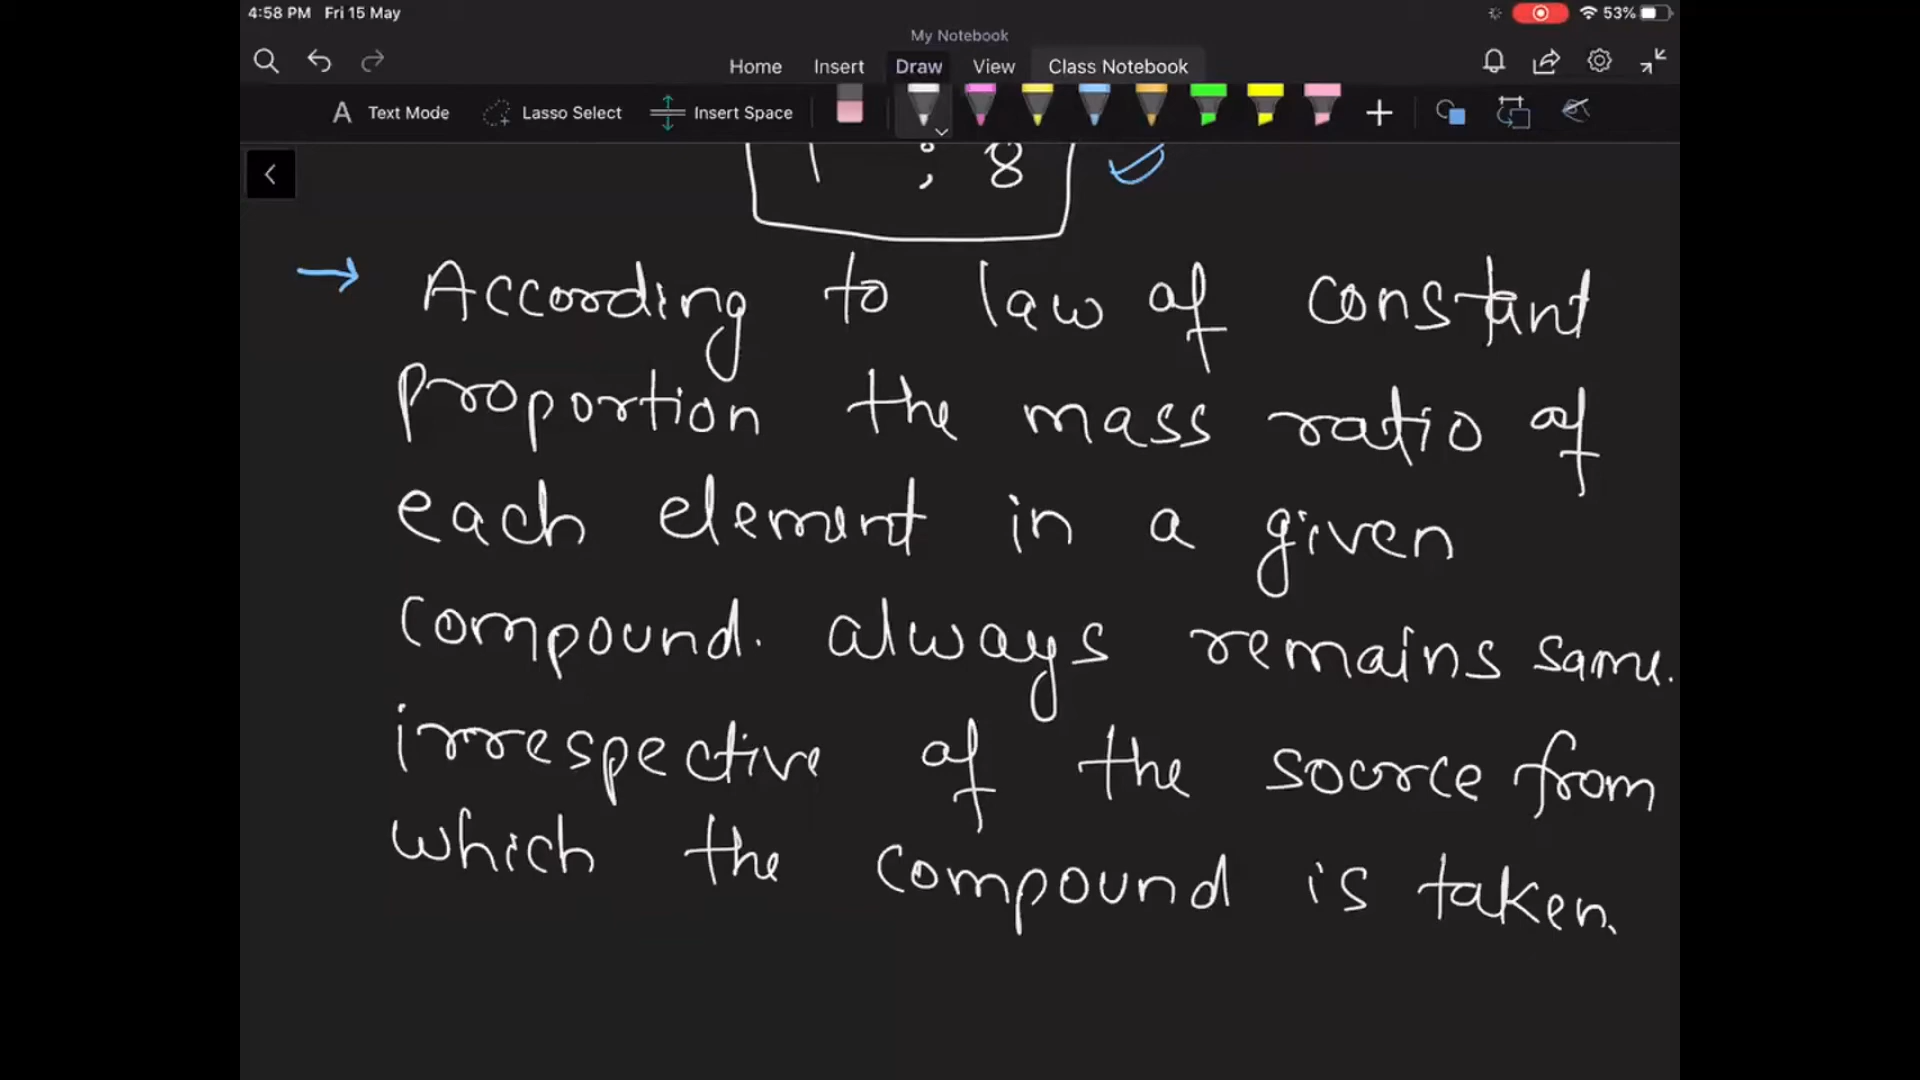 4:58 PM Fri 15 May 53%
My Notebook
Home Insert Draw View Class Notebook
A Text Mode Lasso Select Insert Space
1 : 8
→ According to law of constant
proportion the mass ratio of
each element in a given
compound. always remains same.
irrespective of the source from
which the compound is taken.